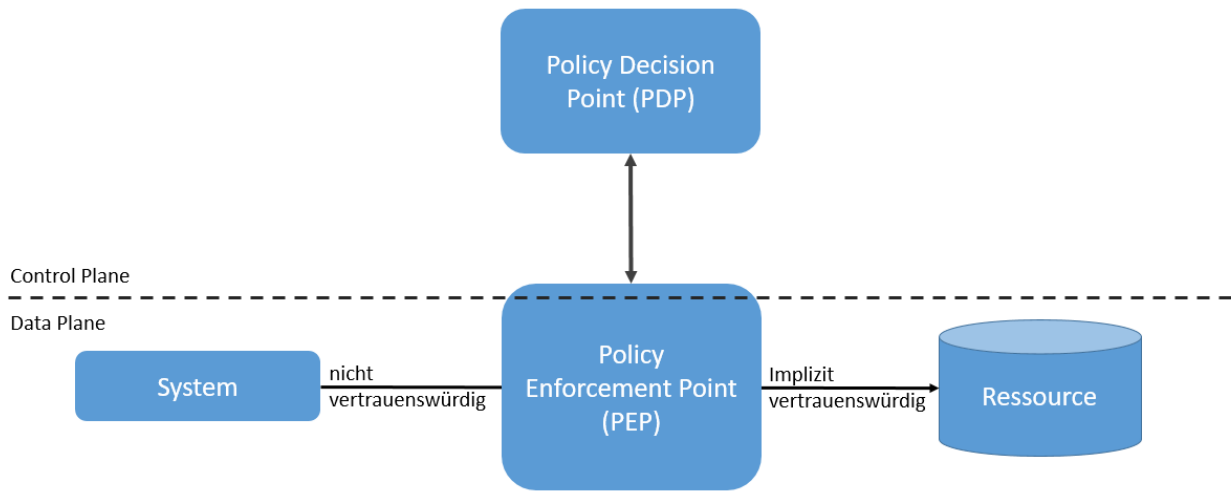 Policy Decision
Point (PDP)
Control Plane
Data Plane
System
nicht
vertrauenswürdig
Policy
Enforcement Point
(PEP)
Implizit
vertrauenswürdig
Ressource